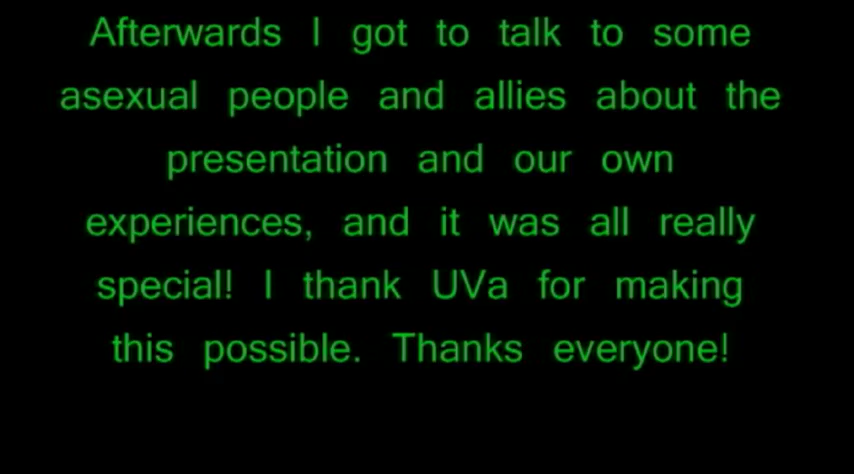 Afterwards I got to talk to some
asexual people and allies about the
presentation and our own
experiences, and it was all really
special! I thank UVa for making
this possible. Thanks everyone!